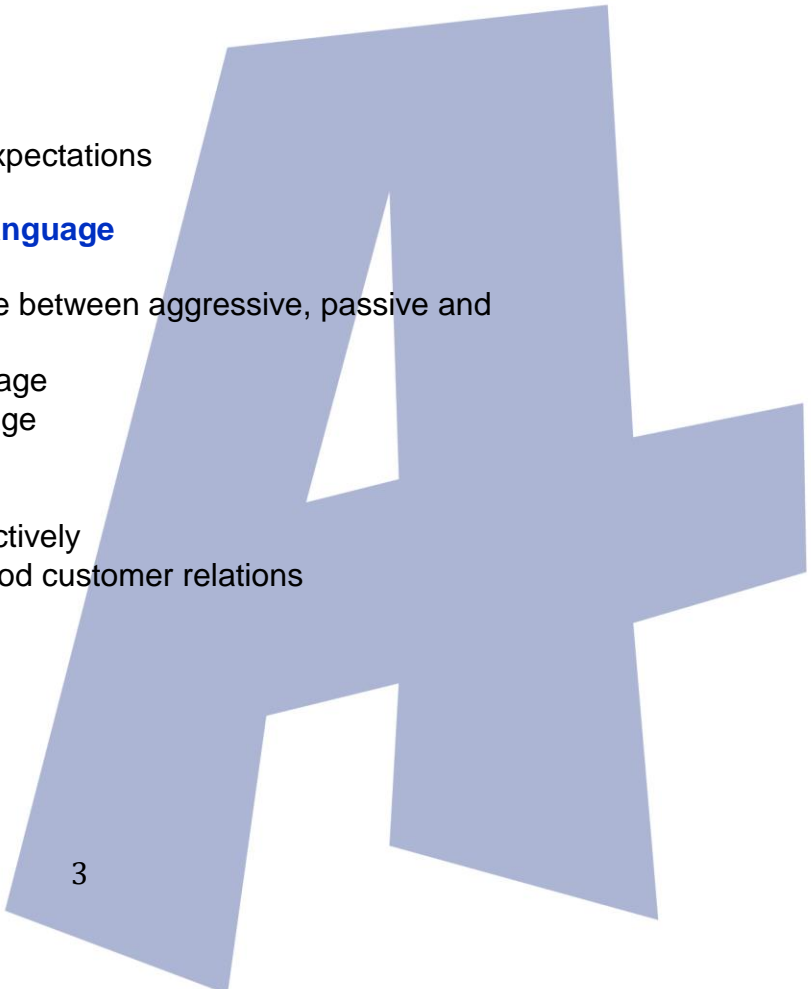 xpectations
nguage
e between aggressive, passive and
age
ge
ctively
od customer relations
3